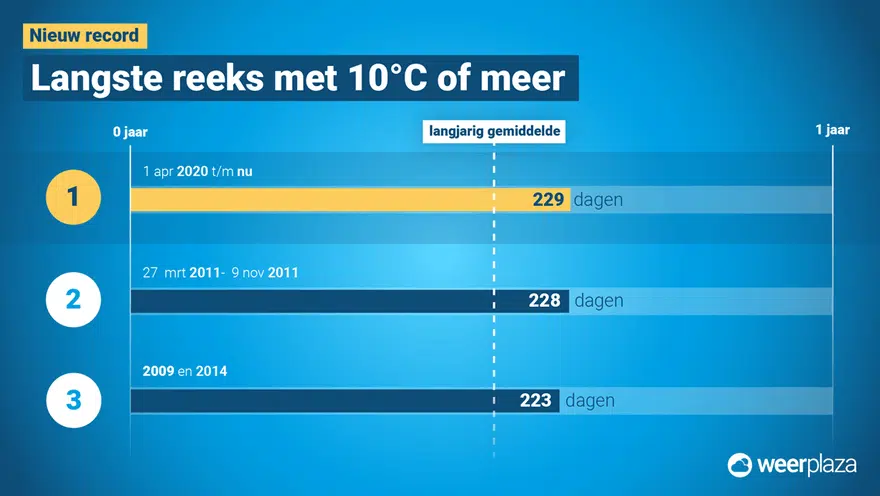 Nieuw record
Langste reeks met 10°C of meer
0 jaar
langjarig gemiddelde
1 jaar
1
1 apr 2020 t/m nu
229 dagen
2
27 mrt 2011- 9 nov 2011
228 dagen
3
2009 en 2014
223 dagen
weerplaza